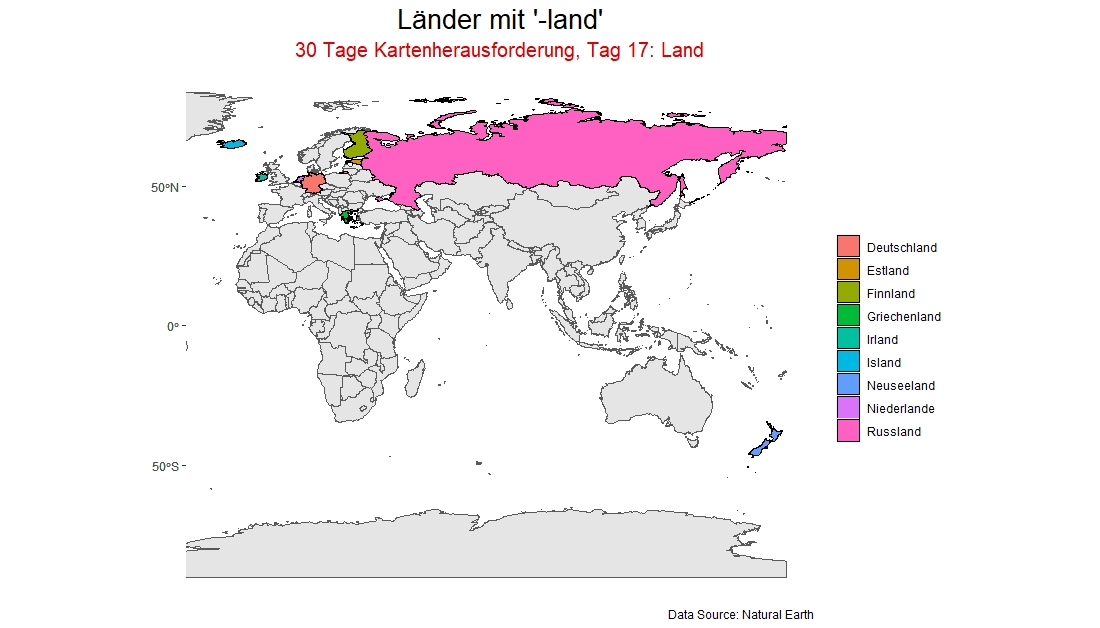 Länder mit '-land'
30 Tage Kartenherausforderung, Tag 17: Land
50°N
0°
50°S
Deutschland
Estland
Finnland
Griechenland
Irland
Island
Neuseeland
Niederlande
Russland
Data Source: Natural Earth